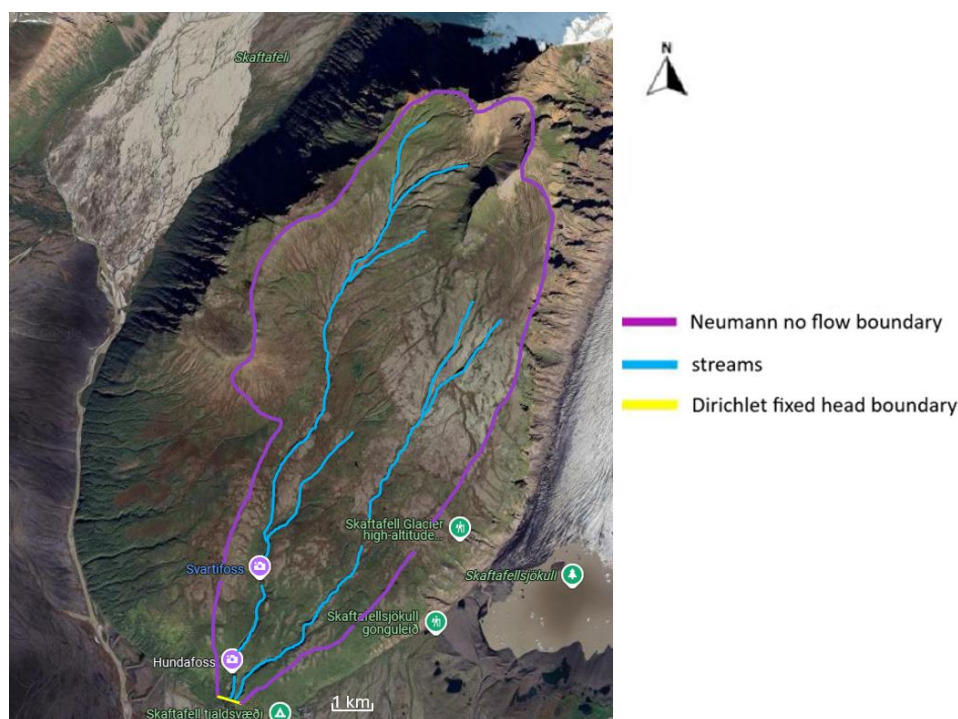 Skaftafell
N
Neumann no flow boundary
streams
Dirichlet fixed head boundary
Skaftafell Glacier
high-altitude...
Svartifoss
Skaftafellsjökull
Skaftafellsjökull
gönguleið
Hundafoss
1 km
Skaftafell tjaldsvæði